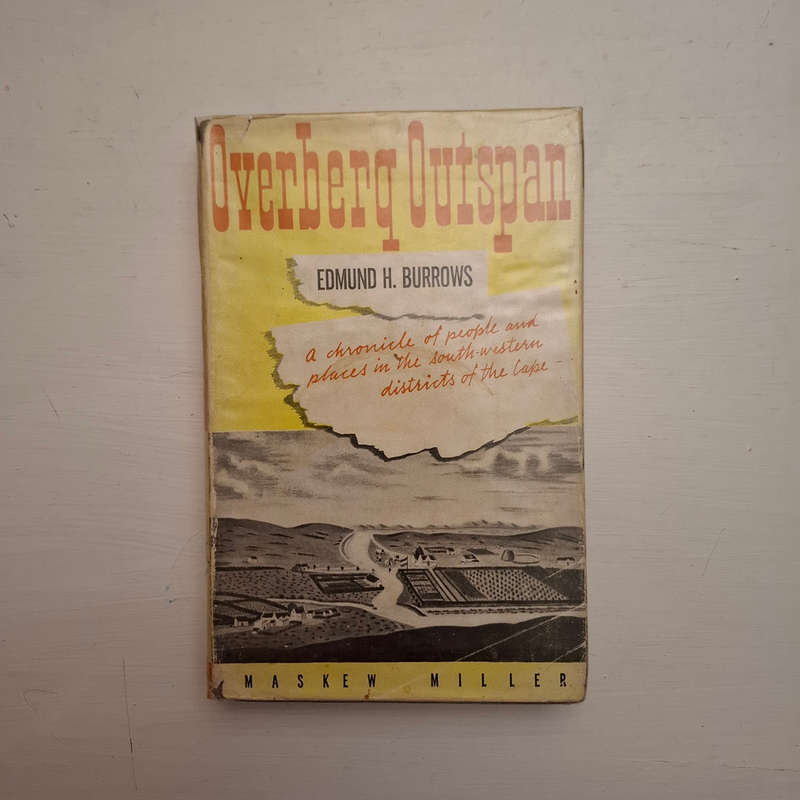 Overberg Outspan
EDMUND H. BURROWS
A chronicle of people and
places in the south-western
districts of the Cape
MASKEW MILLER